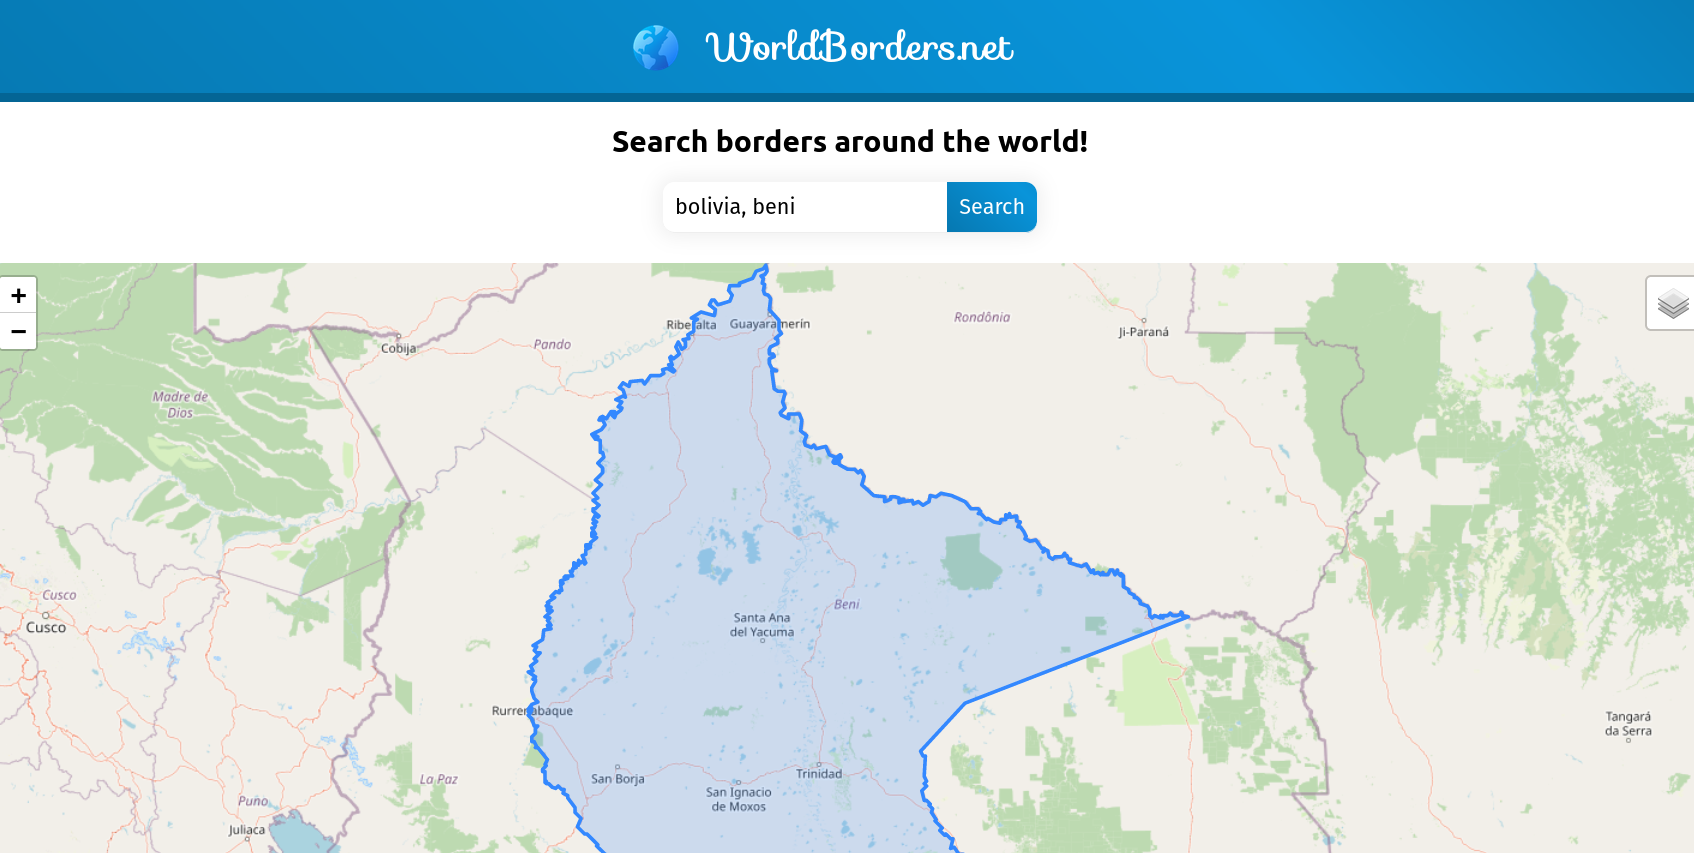 WorldBorders.net
Search borders around the world!
bolivia, beni
Search
+
−
Riberalta
Guayaramerín
Rondônia
Ji-Paraná
Cobija
Pando
Madre de
Dios
Cusco
Cusco
Santa Ana
del Yacuma
Beni
Rurrenabaque
Tangará
da Serra
La Paz
San Borja
Trinidad
San Ignacio
de Moxos
Puno
Juliaca